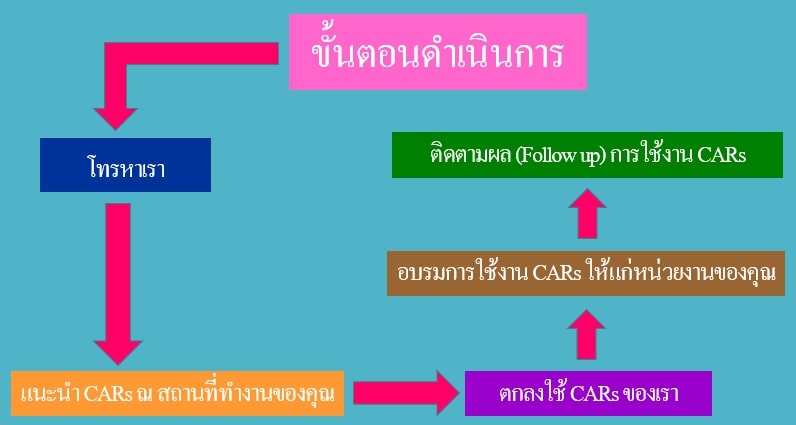 ขั้นตอนดำเนินการ
โทรหาเรา
แนะนำ CARs ณ สถานที่ทำงานของคุณ
ตกลงใช้ CARs ของเรา
อบรมการใช้งาน CARs ให้แก่หน่วยงานของคุณ
ติดตามผล (Follow up) การใช้งาน CARs